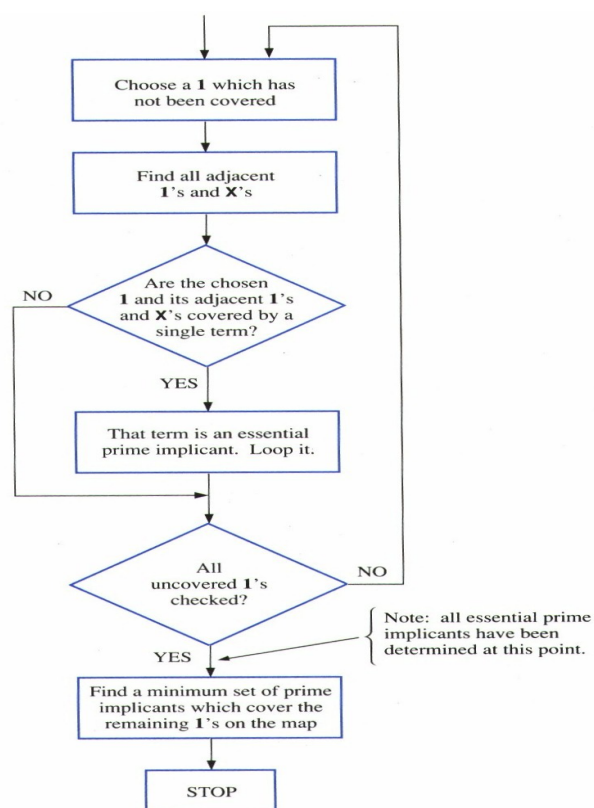 Choose a 1 which has
not been covered
Find all adjacent
1's and X's
Are the chosen
1 and its adjacent 1's
and X's covered by a
single term?
NO
YES
That term is an essential
prime implicant. Loop it.
All
uncovered 1's
checked?
NO
YES
Note: all essential prime
implicants have been
determined at this point.
Find a minimum set of prime
implicants which cover the
remaining 1's on the map
STOP